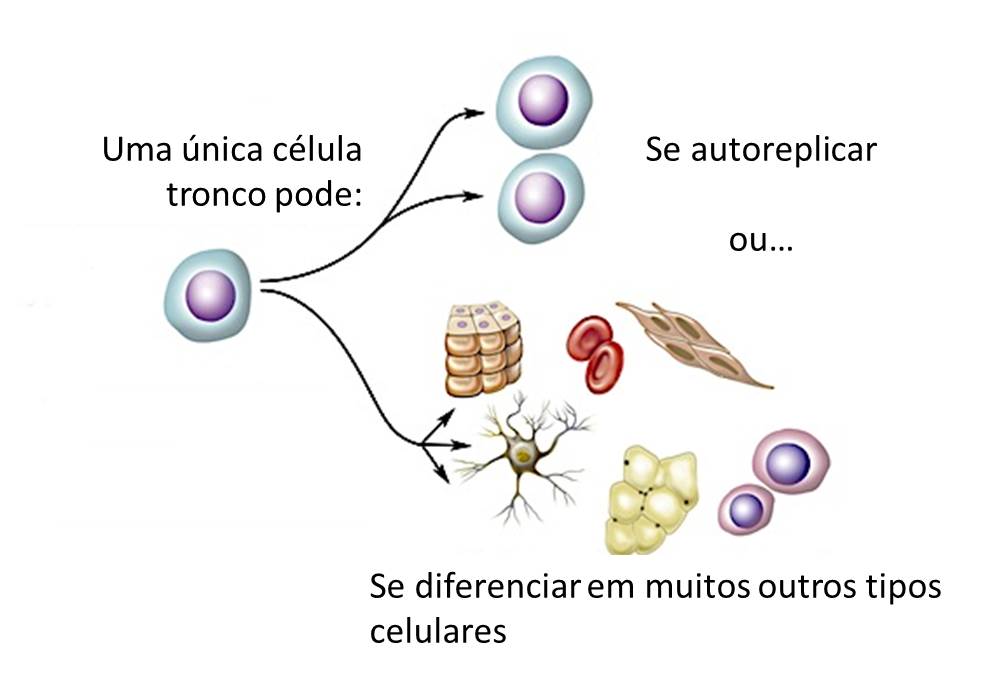 Uma única célula
tronco pode:
Se autoreplicar
ou...
Se diferenciar em muitos outros tipos
celulares